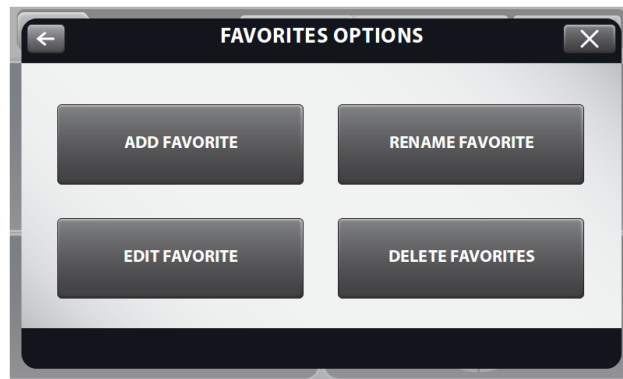 FAVORITES OPTIONS
ADD FAVORITE
RENAME FAVORITE
EDIT FAVORITE
DELETE FAVORITES